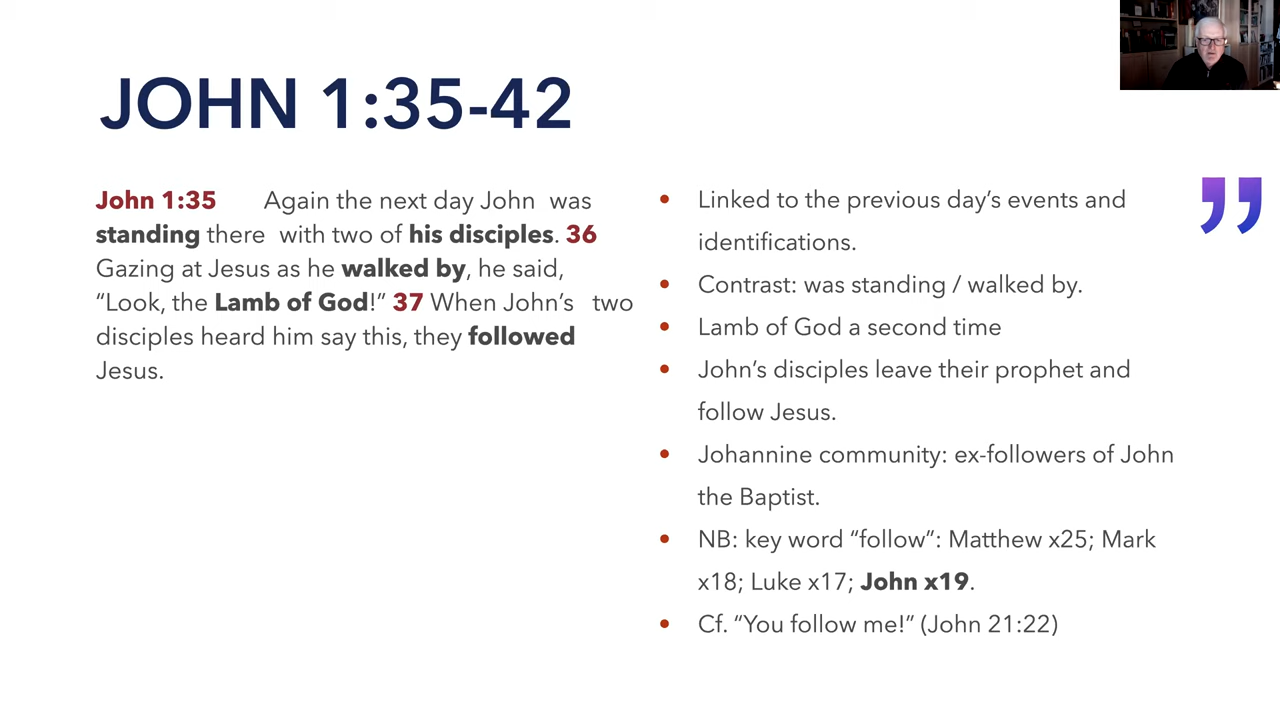 JOHN 1:35-42
John 1:35 Again the next day John was
standing there with two of his disciples. 36
Gazing at Jesus as he walked by, he said,
“Look, the Lamb of God!” 37 When John’s two
disciples heard him say this, they followed
Jesus.
• Linked to the previous day’s events and
identifications.
• Contrast: was standing / walked by.
• Lamb of God a second time
• John’s disciples leave their prophet and
follow Jesus.
• Johannine community: ex-followers of John
the Baptist.
• NB: key word “follow”: Matthew x25; Mark
x18; Luke x17; John x19.
• Cf. “You follow me!” (John 21:22)
”